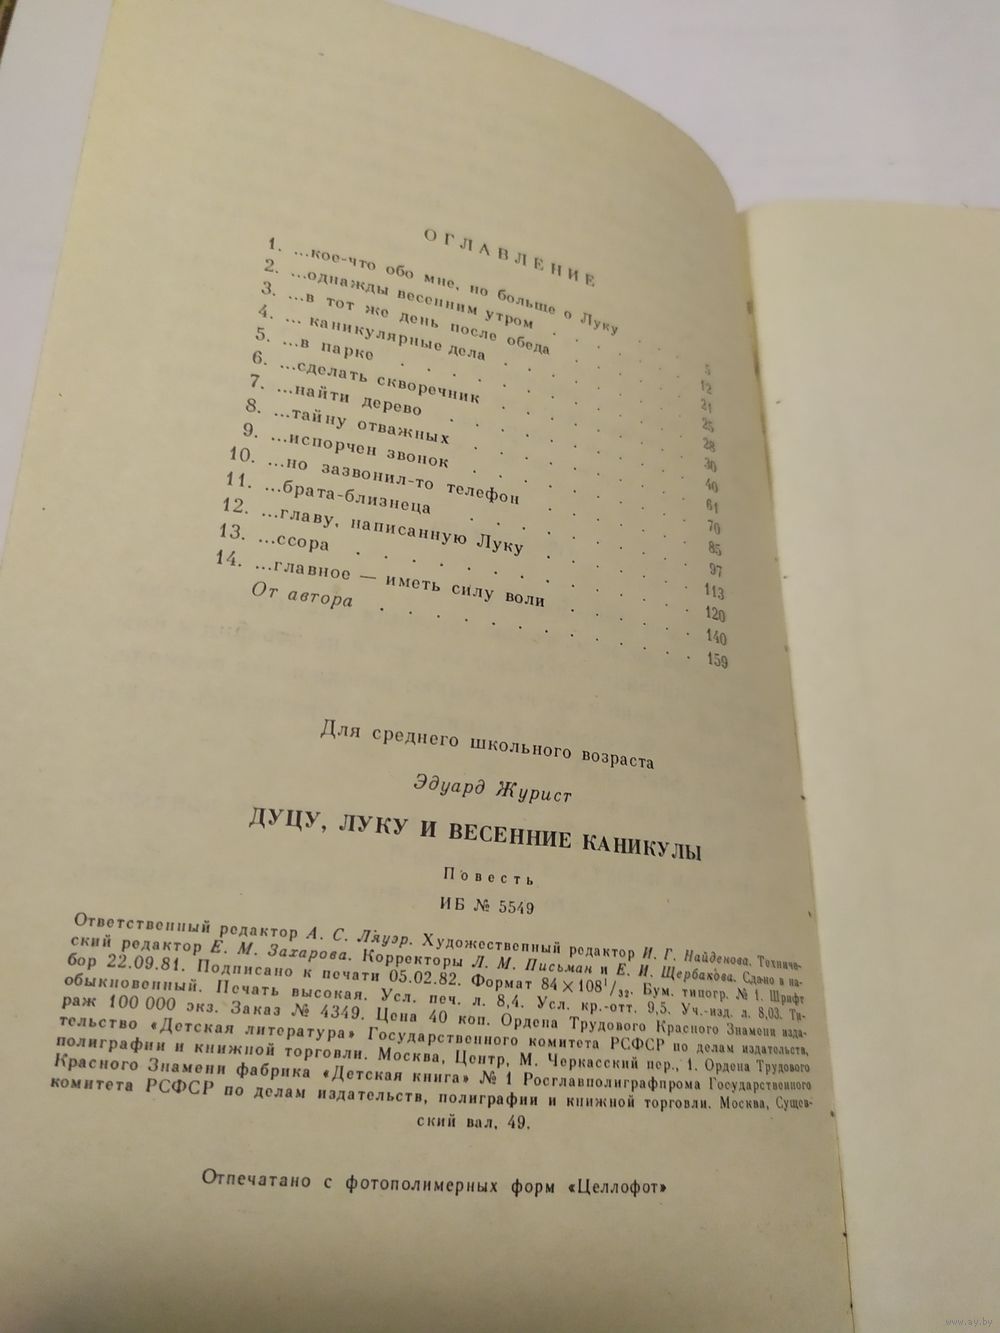 ОГЛАВЛЕНИЕ
1. ...кое-что обо мне, но больше о Луку . . . 5
2. ...однажды весенним утром . . . . . . . 12
3. ...в тот же день после обеда . . . . . . 21
4. ... каникулярные дела . . . . . . . . 25
5. ...в парке . . . . . . . . . . . 28
6. ...сделать скворечник . . . . . . . . 30
7. ...найти дерево . . . . . . . . . . 40
8. ...тайну отважных . . . . . . . . . 61
9. ...испорчен звонок . . . . . . . . . 70
10. ...но зазвонил-то телефон . . . . . . . 85
11. ...брата-близнеца . . . . . . . . . 97
12. ...главу, написанную Луку . . . . . . . 113
13. ...ссора . . . . . . . . . . . . 120
14. ...главное — иметь силу воли . . . . . . 140
От автора . . . . . . . . . . . . 159
Для среднего школьного возраста
Эдуард Журист
ДУЦУ, ЛУКУ И ВЕСЕННИЕ КАНИКУЛЫ
Повесть
ИБ № 5549
Ответственный редактор А. С. Ляуэр. Художественный редактор И. Г. Найденова. Техниче-
ский редактор Е. М. Захарова. Корректоры Л. М. Письман и Е. И. Щербакова. Сдано в на-
бор 22.09.81. Подписано к печати 05.02.82. Формат 84×108¹/₃₂. Бум. типогр. № 1. Шрифт
обыкновенный. Печать высокая. Усл. печ. л. 8,4. Усл. кр.-отт. 9,5. Уч.-изд. л. 8,03. Ти-
раж 100 000 экз. Заказ № 4349. Цена 40 коп. Ордена Трудового Красного Знамени изда-
тельство «Детская литература» Государственного комитета РСФСР по делам издательств,
полиграфии и книжной торговли. Москва, Центр, М. Черкасский пер., 1. Ордена Трудового
Красного Знамени фабрика «Детская книга» № 1 Росглавполиграфпрома Государственного
комитета РСФСР по делам издательств, полиграфии и книжной торговли. Москва, Сущев-
ский вал, 49.
Отпечатано с фотополимерных форм «Целлофот»
www.ay.by